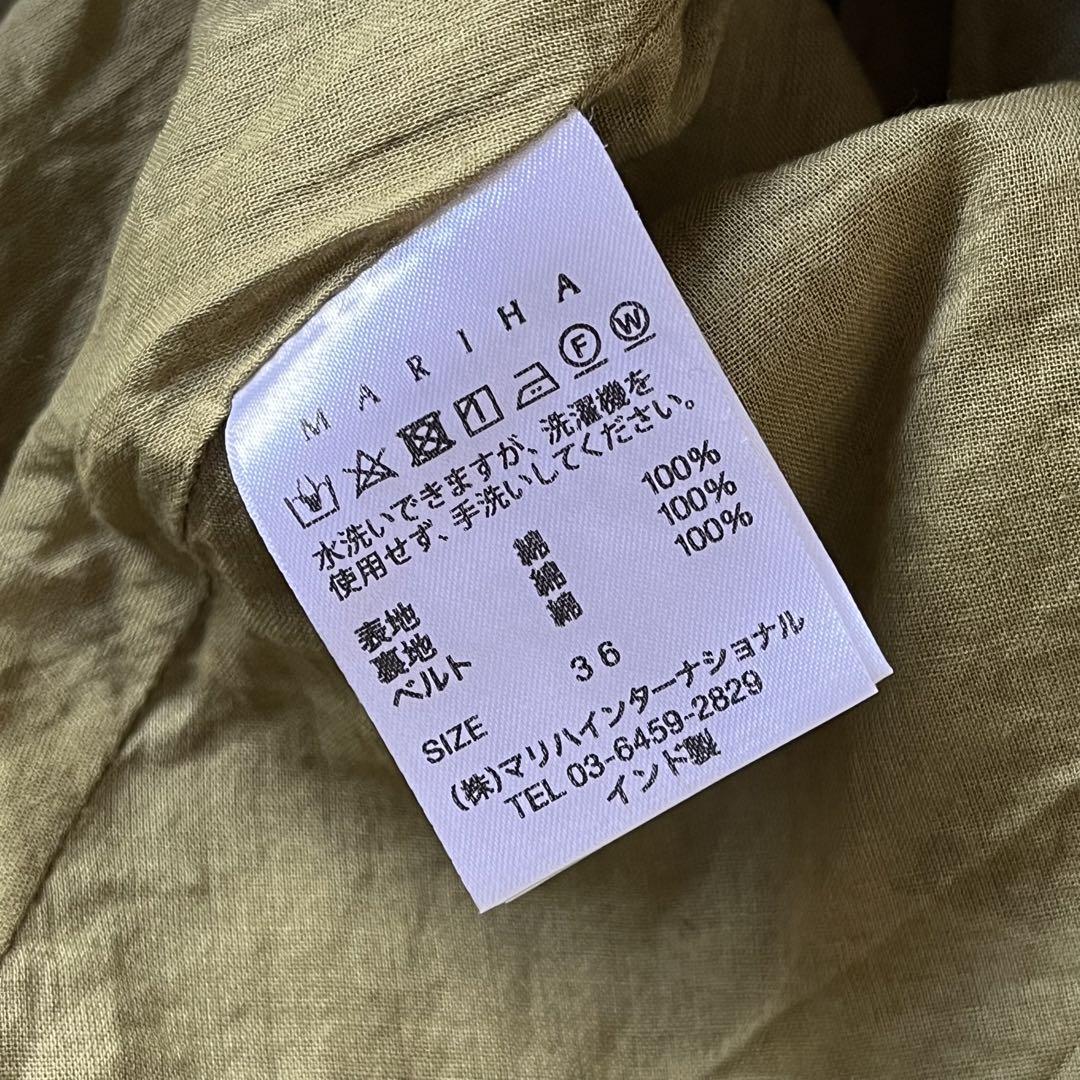 MARIHA
F W
水洗いできますが、洗濯機を
使用せず、手洗いしてください。
表地 綿 100%
裏地 綿 100%
ベルト 綿 100%
SIZE 36
(株)マリハインターナショナル
TEL 03-6459-2829
インド製